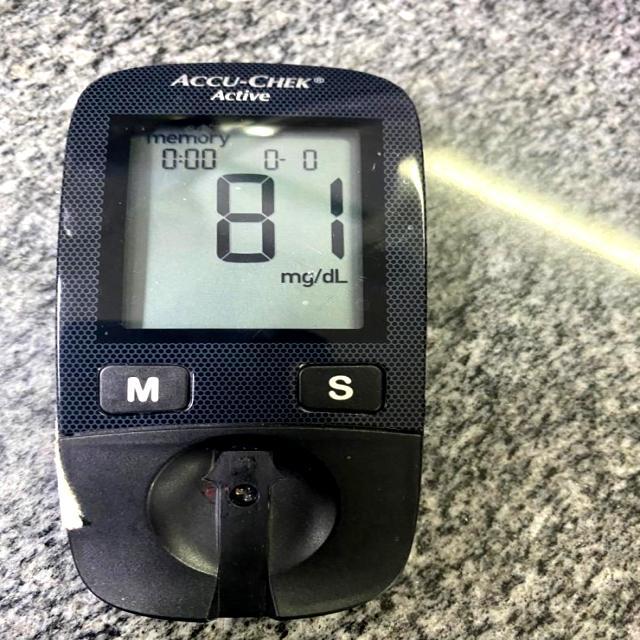 ACCU-CHEK®
Active
memory
0:00 0- 0
81
mg/dL
M S